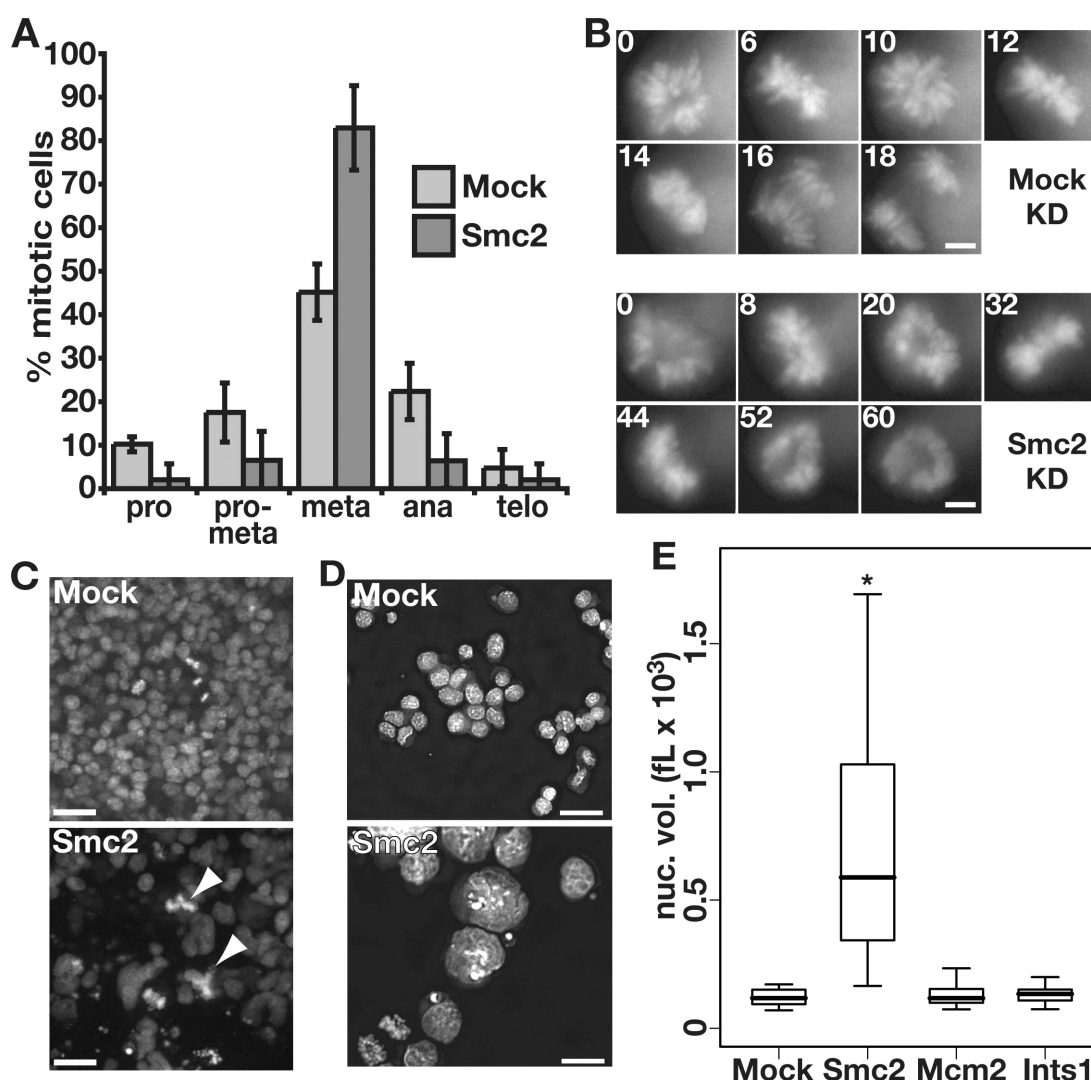 A
100
90
80
70
60
50
40
30
20
10
0
% mitotic cells
Mock
Smc2
pro
pro-
meta
meta
ana
telo
B
0
6
10
12
14
16
18
Mock
KD
0
8
20
32
44
52
60
Smc2
KD
C
Mock
Smc2
D
Mock
Smc2
E
*
nuc. vol. (fL x 10³)
1.5
1.0
0.5
0
Mock
Smc2
Mcm2
Ints1